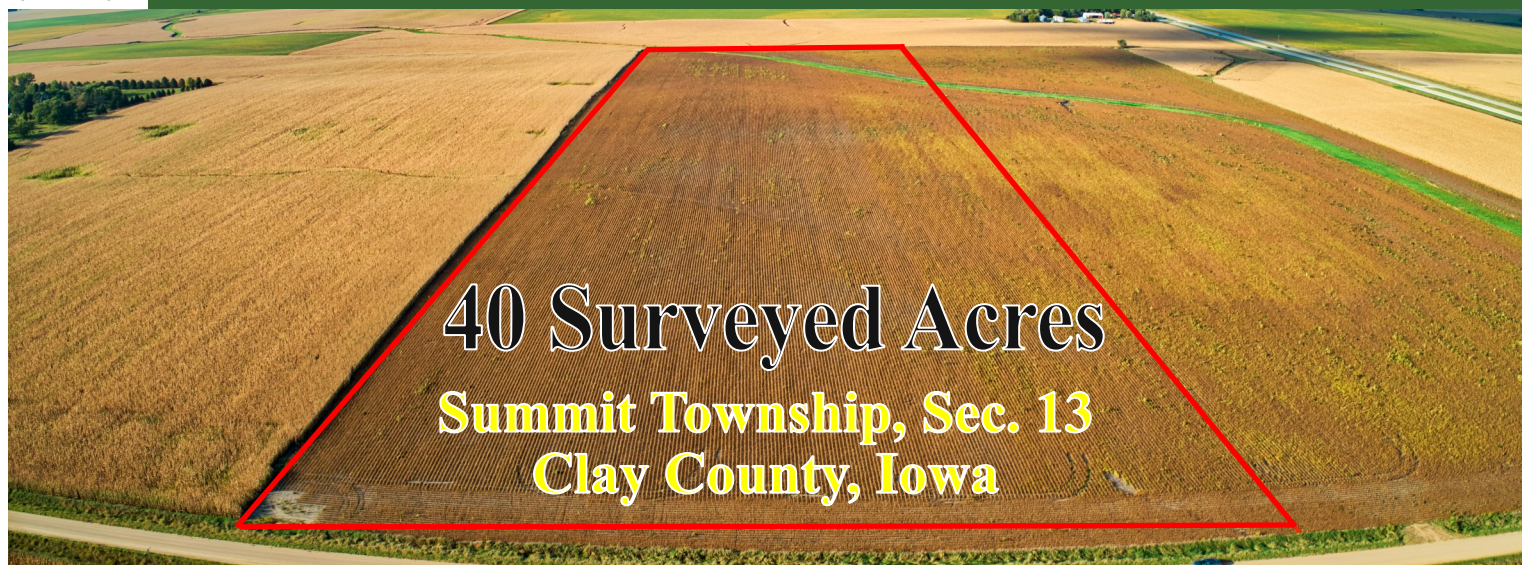 40 Surveyed Acres
Summit Township, Sec. 13
Clay County, Iowa